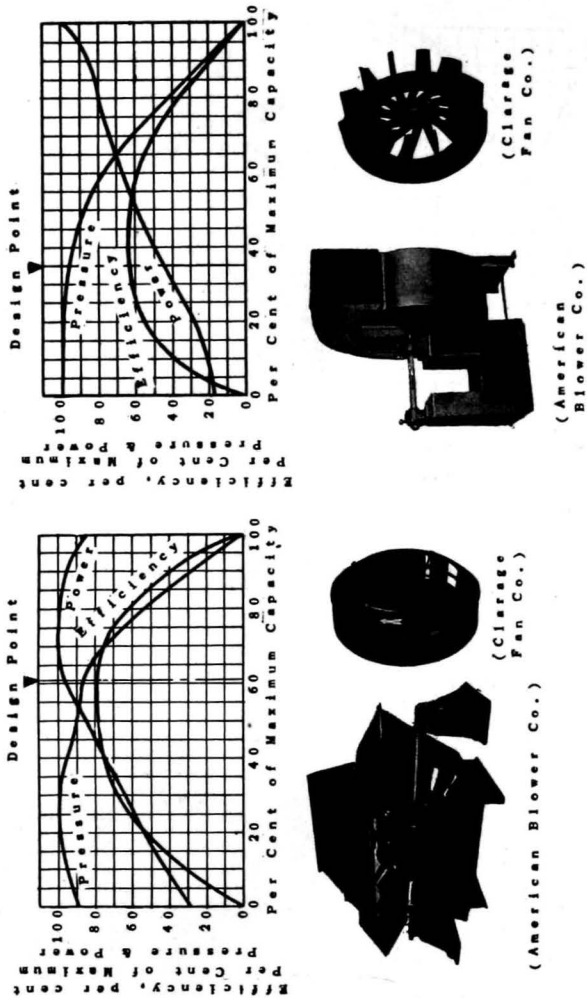 Design Point
Efficiency, per cent
Per Cent of Maximum
Pressure & Power
100
80
60
40
20
0
Pressure
Power
Efficiency
0 20 40 60 80 100
Per Cent of Maximum Capacity
(American Blower Co.)
(Clarage
Fan Co.)
Design Point
Efficiency, per cent
Per Cent of Maximum
Pressure &
Power
100
80
60
40
20
0
Pressure
Efficiency
Power
0 20 40 60 80 100
Per Cent of Maximum Capacity
(American
Blower Co.)
(Clarage
Fan Co.)